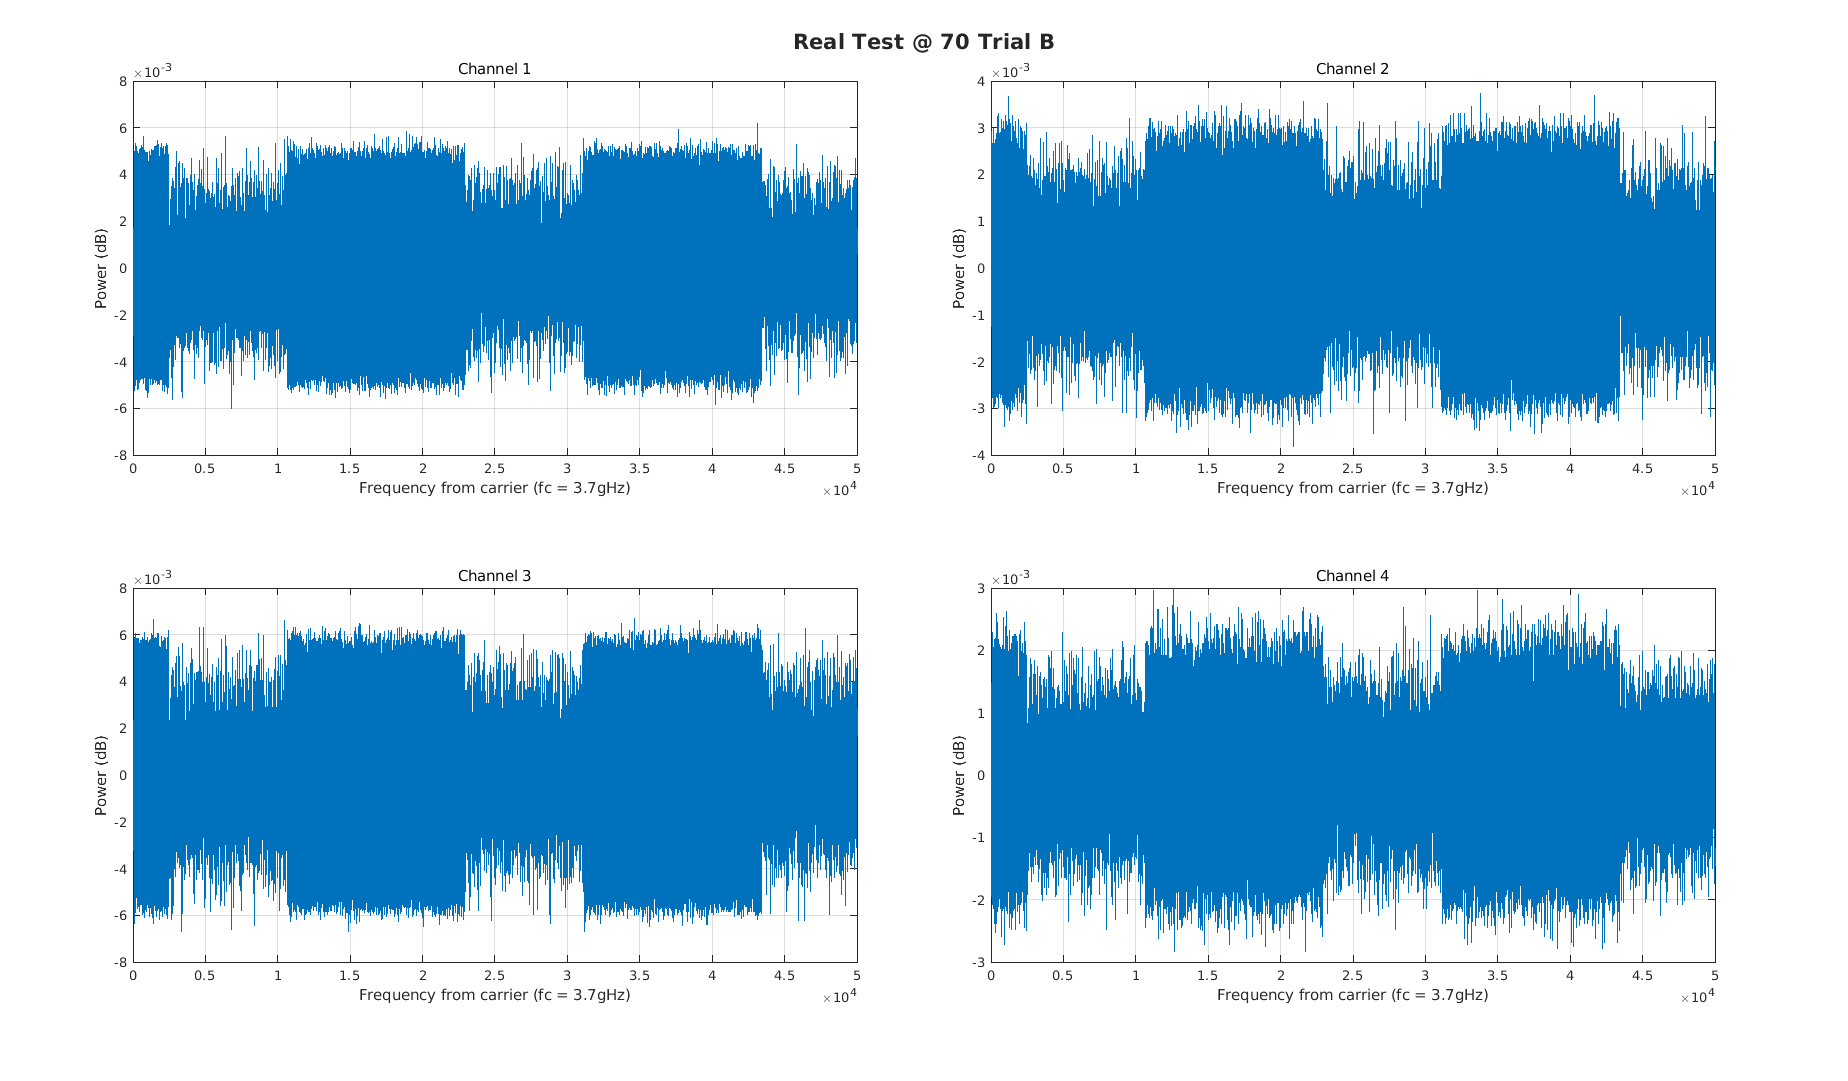 Real Test @ 70 Trial B
Channel 1
×10^-3
8
6
4
2
0
-2
-4
-6
-8
Power (dB)
0 0.5 1 1.5 2 2.5 3 3.5 4 4.5 5
Frequency from carrier (fc = 3.7gHz)
×10^4
Channel 2
×10^-3
4
3
2
1
0
-1
-2
-3
-4
Power (dB)
0 0.5 1 1.5 2 2.5 3 3.5 4 4.5 5
Frequency from carrier (fc = 3.7gHz)
×10^4
Channel 3
×10^-3
8
6
4
2
0
-2
-4
-6
-8
Power (dB)
0 0.5 1 1.5 2 2.5 3 3.5 4 4.5 5
Frequency from carrier (fc = 3.7gHz)
×10^4
Channel 4
×10^-3
3
2
1
0
-1
-2
-3
Power (dB)
0 0.5 1 1.5 2 2.5 3 3.5 4 4.5 5
Frequency from carrier (fc = 3.7gHz)
×10^4